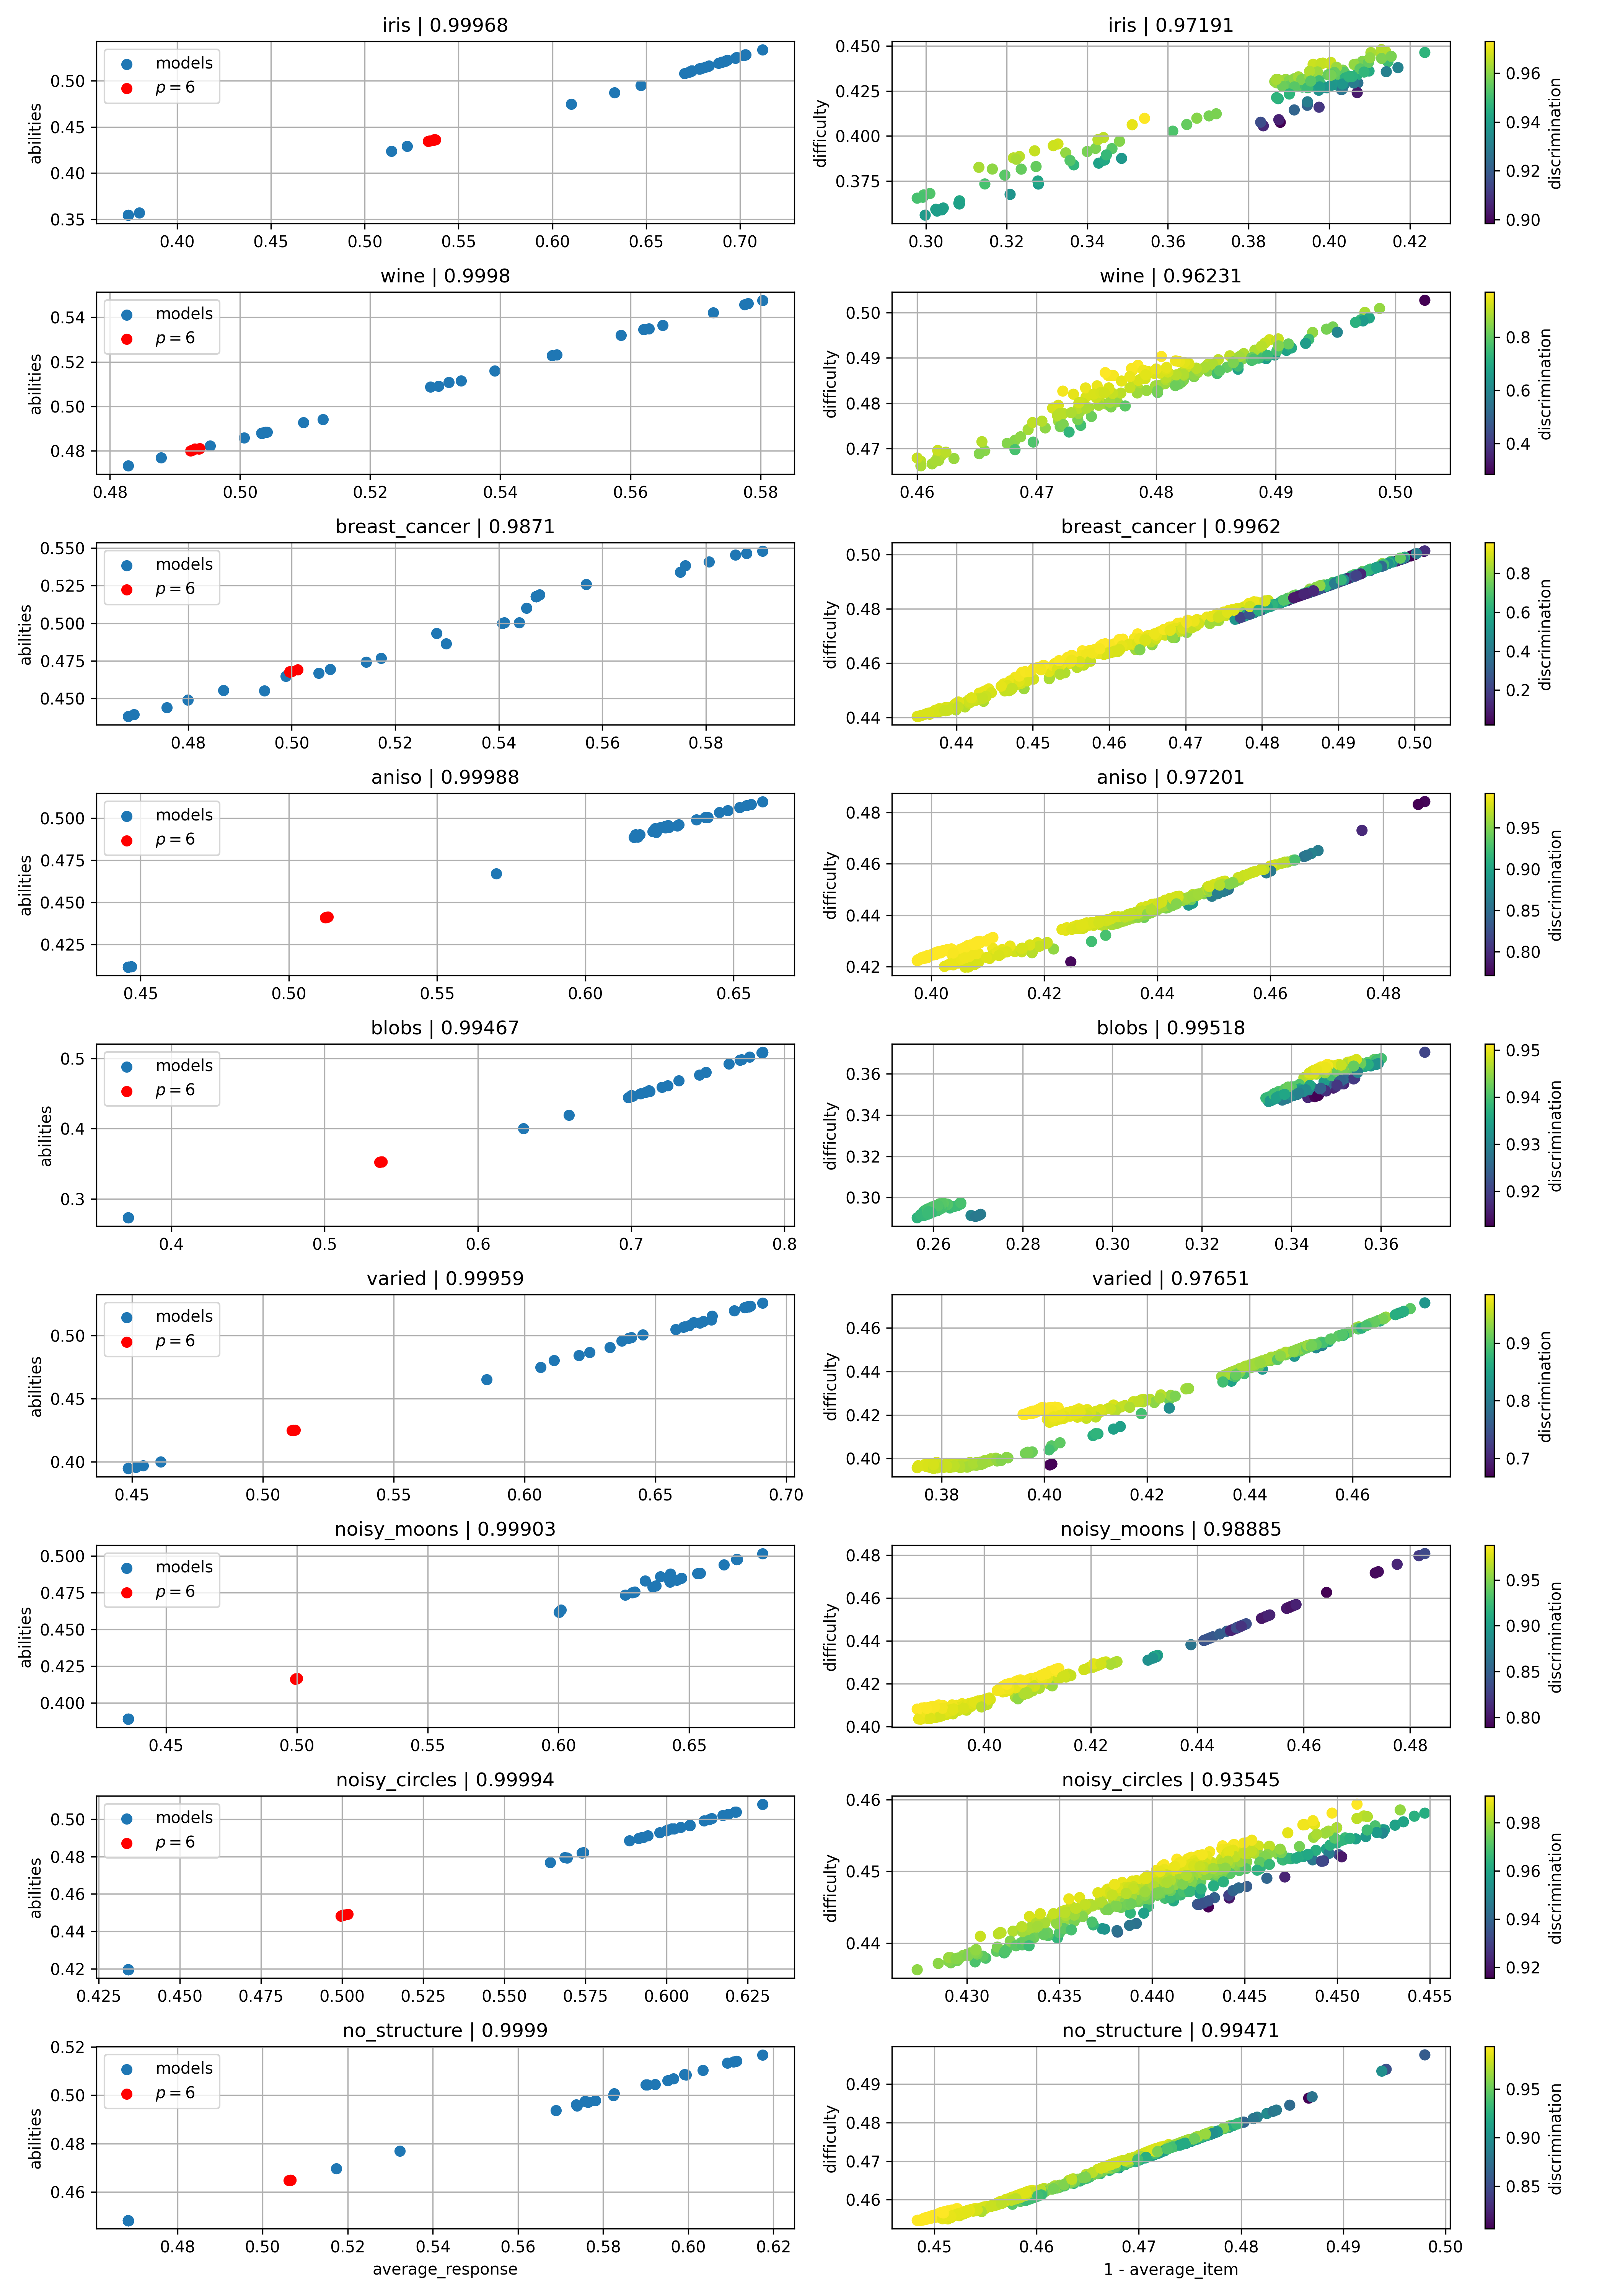 iris | 0.99968
models
p = 6
abilities
0.50
0.45
0.40
0.35
0.40 0.45 0.50 0.55 0.60 0.65 0.70
iris | 0.97191
difficulty
0.450
0.425
0.400
0.375
0.30 0.32 0.34 0.36 0.38 0.40 0.42
0.96
0.94
0.92
0.90
discrimination
wine | 0.9998
models
p = 6
abilities
0.54
0.52
0.50
0.48
0.48 0.50 0.52 0.54 0.56 0.58
wine | 0.96231
difficulty
0.50
0.49
0.48
0.47
0.46 0.47 0.48 0.49 0.50
0.8
0.6
0.4
discrimination
breast_cancer | 0.9871
models
p = 6
abilities
0.550
0.525
0.500
0.475
0.450
0.48 0.50 0.52 0.54 0.56 0.58
breast_cancer | 0.9962
difficulty
0.50
0.48
0.46
0.44
0.44 0.45 0.46 0.47 0.48 0.49 0.50
0.8
0.6
0.4
0.2
discrimination
aniso | 0.99988
models
p = 6
abilities
0.500
0.475
0.450
0.425
0.45 0.50 0.55 0.60 0.65
aniso | 0.97201
difficulty
0.48
0.46
0.44
0.42
0.40 0.42 0.44 0.46 0.48
0.95
0.90
0.85
0.80
discrimination
blobs | 0.99467
models
p = 6
abilities
0.5
0.4
0.3
0.4 0.5 0.6 0.7 0.8
blobs | 0.99518
difficulty
0.36
0.34
0.32
0.30
0.26 0.28 0.30 0.32 0.34 0.36
0.95
0.94
0.93
0.92
discrimination
varied | 0.99959
models
p = 6
abilities
0.50
0.45
0.40
0.45 0.50 0.55 0.60 0.65 0.70
varied | 0.97651
difficulty
0.46
0.44
0.42
0.40
0.38 0.40 0.42 0.44 0.46
0.9
0.8
0.7
discrimination
noisy_moons | 0.99903
models
p = 6
abilities
0.500
0.475
0.450
0.425
0.400
0.45 0.50 0.55 0.60 0.65
noisy_moons | 0.98885
difficulty
0.48
0.46
0.44
0.42
0.40
0.40 0.42 0.44 0.46 0.48
0.95
0.90
0.85
0.80
discrimination
noisy_circles | 0.99994
models
p = 6
abilities
0.50
0.48
0.46
0.44
0.42
0.425 0.450 0.475 0.500 0.525 0.550 0.575 0.600 0.625
noisy_circles | 0.93545
difficulty
0.46
0.45
0.44
0.430 0.435 0.440 0.445 0.450 0.455
0.98
0.96
0.94
0.92
discrimination
no_structure | 0.9999
models
p = 6
abilities
0.52
0.50
0.48
0.46
0.48 0.50 0.52 0.54 0.56 0.58 0.60 0.62
average_response
no_structure | 0.99471
difficulty
0.49
0.48
0.47
0.46
0.45 0.46 0.47 0.48 0.49 0.50
1 - average_item
0.95
0.90
0.85
discrimination